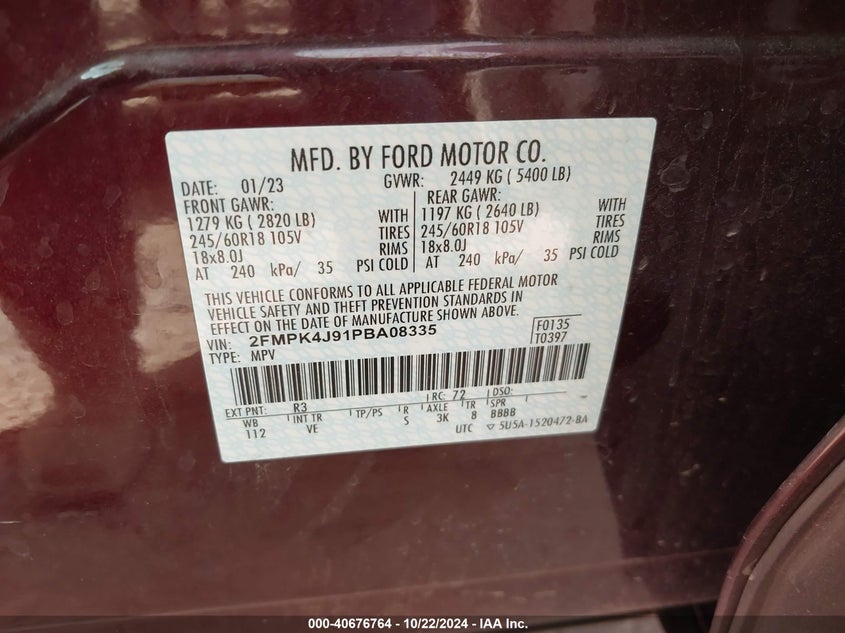 MFD. BY FORD MOTOR CO.
DATE: 01/23 GVWR: 2449 KG ( 5400 LB)
FRONT GAWR: REAR GAWR:
1279 KG ( 2820 LB) WITH 1197 KG ( 2640 LB) WITH
245/60R18 105V TIRES 245/60R18 105V TIRES
18x8.0J RIMS 18x8.0J RIMS
AT 240 kPa/ 35 PSI COLD AT 240 kPa/ 35 PSI COLD
THIS VEHICLE CONFORMS TO ALL APPLICABLE FEDERAL MOTOR
VEHICLE SAFETY AND THEFT PREVENTION STANDARDS IN
EFFECT ON THE DATE OF MANUFACTURE SHOWN ABOVE.
VIN: 2FMPK4J91PBA08335 F0135
TYPE: MPV T0397
EXT PNT: R3 RC: 72 DSO:
WB INT TR TP/PS R AXLE TR SPR
112 VE S 3K 8 BBBB
UTC ▽ 5U5A-1520472-BA
000-40676764 - 10/22/2024 - IAA Inc.